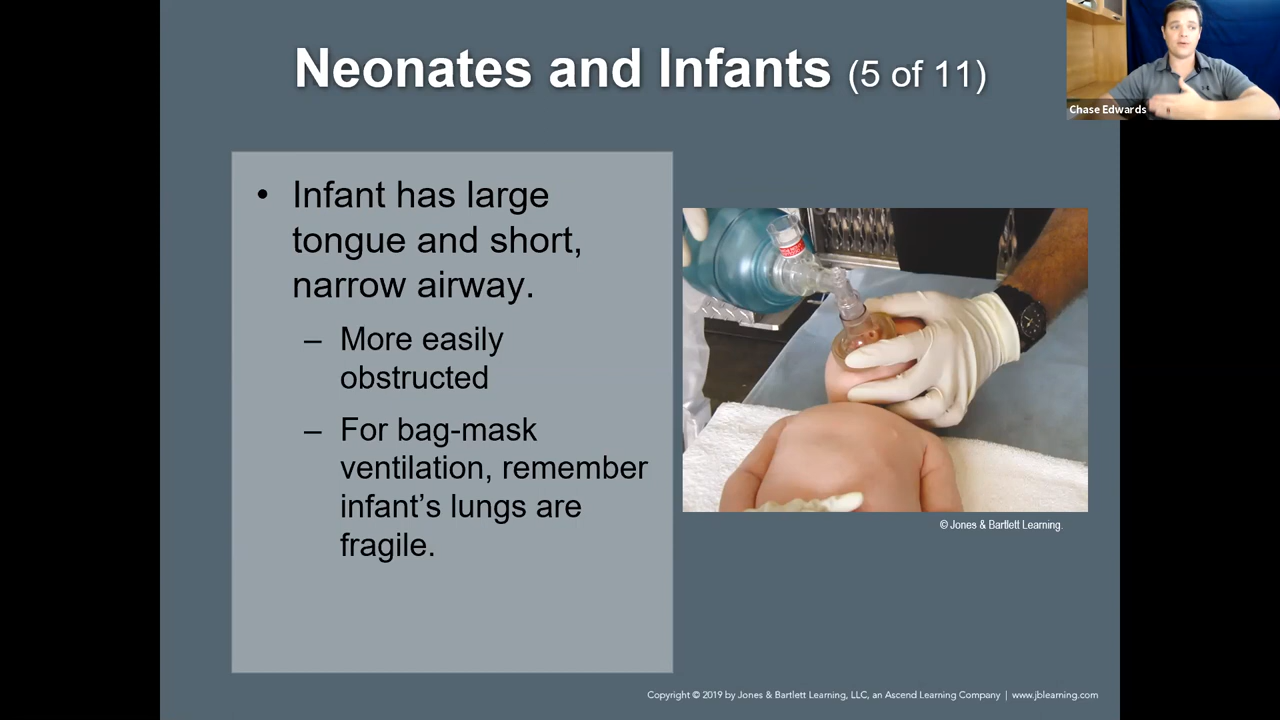 Neonates and Infants (5 of 11)
Chase Edwards
• Infant has large
tongue and short,
narrow airway.
– More easily
obstructed
– For bag-mask
ventilation, remember
infant’s lungs are
fragile.
© Jones & Bartlett Learning.
Copyright © 2019 by Jones & Bartlett Learning, LLC, an Ascend Learning Company | www.jblearning.com